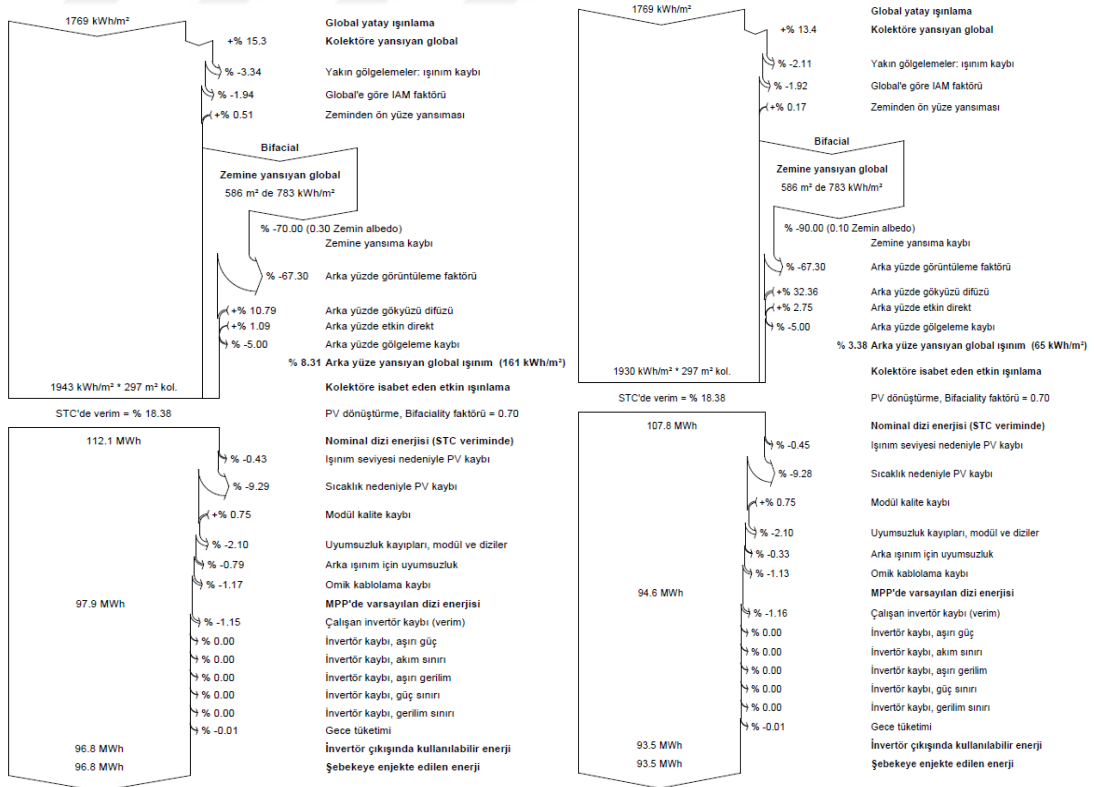 1769 kWh/m²
Global yatay ışınlama
+% 15.3 Kolektöre yansıyan global
% -3.34 Yakın gölgelemeler: ışınım kaybı
% -1.94 Global'e göre IAM faktörü
+% 0.51 Zeminden ön yüze yansıması
Bifacial
Zemine yansıyan global
586 m² de 783 kWh/m²
% -70.00 (0.30 Zemin albedo)
Zemine yansıma kaybı
% -67.30 Arka yüzde görüntüleme faktörü
+% 10.79 Arka yüzde gökyüzü difüzü
+% 1.09 Arka yüzde etkin direkt
% -5.00 Arka yüzde gölgeleme kaybı
% 8.31 Arka yüze yansıyan global ışınım (161 kWh/m²)
1943 kWh/m² * 297 m² kol. Kolektöre isabet eden etkin ışınlama
STC'de verim = % 18.38 PV dönüştürme, Bifaciality faktörü = 0.70
112.1 MWh Nominal dizi enerjisi (STC veriminde)
% -0.43 Işınım seviyesi nedeniyle PV kaybı
% -9.29 Sıcaklık nedeniyle PV kaybı
+% 0.75 Modül kalite kaybı
% -2.10 Uyumsuzluk kayıpları, modül ve diziler
% -0.79 Arka ışınım için uyumsuzluk
% -1.17 Omik kablolama kaybı
97.9 MWh MPP'de varsayılan dizi enerjisi
% -1.15 Çalışan invertör kaybı (verim)
% 0.00 İnvertör kaybı, aşırı güç
% 0.00 İnvertör kaybı, akım sınırı
% 0.00 İnvertör kaybı, aşırı gerilim
% 0.00 İnvertör kaybı, güç sınırı
% 0.00 İnvertör kaybı, gerilim sınırı
% -0.01 Gece tüketimi
96.8 MWh İnvertör çıkışında kullanılabilir enerji
96.8 MWh Şebekeye enjekte edilen enerji
1769 kWh/m²
Global yatay ışınlama
+% 13.4 Kolektöre yansıyan global
% -2.11 Yakın gölgelemeler: ışınım kaybı
% -1.92 Global'e göre IAM faktörü
+% 0.17 Zeminden ön yüze yansıması
Bifacial
Zemine yansıyan global
586 m² de 783 kWh/m²
% -90.00 (0.10 Zemin albedo)
Zemine yansıma kaybı
% -67.30 Arka yüzde görüntüleme faktörü
+% 32.36 Arka yüzde gökyüzü difüzü
+% 2.75 Arka yüzde etkin direkt
% -5.00 Arka yüzde gölgeleme kaybı
% 3.38 Arka yüze yansıyan global ışınım (65 kWh/m²)
1930 kWh/m² * 297 m² kol. Kolektöre isabet eden etkin ışınlama
STC'de verim = % 18.38 PV dönüştürme, Bifaciality faktörü = 0.70
107.8 MWh Nominal dizi enerjisi (STC veriminde)
% -0.45 Işınım seviyesi nedeniyle PV kaybı
% -9.28 Sıcaklık nedeniyle PV kaybı
+% 0.75 Modül kalite kaybı
% -2.10 Uyumsuzluk kayıpları, modül ve diziler
% -0.33 Arka ışınım için uyumsuzluk
% -1.13 Omik kablolama kaybı
94.6 MWh MPP'de varsayılan dizi enerjisi
% -1.16 Çalışan invertör kaybı (verim)
% 0.00 İnvertör kaybı, aşırı güç
% 0.00 İnvertör kaybı, akım sınırı
% 0.00 İnvertör kaybı, aşırı gerilim
% 0.00 İnvertör kaybı, güç sınırı
% 0.00 İnvertör kaybı, gerilim sınırı
% -0.01 Gece tüketimi
93.5 MWh İnvertör çıkışında kullanılabilir enerji
93.5 MWh Şebekeye enjekte edilen enerji